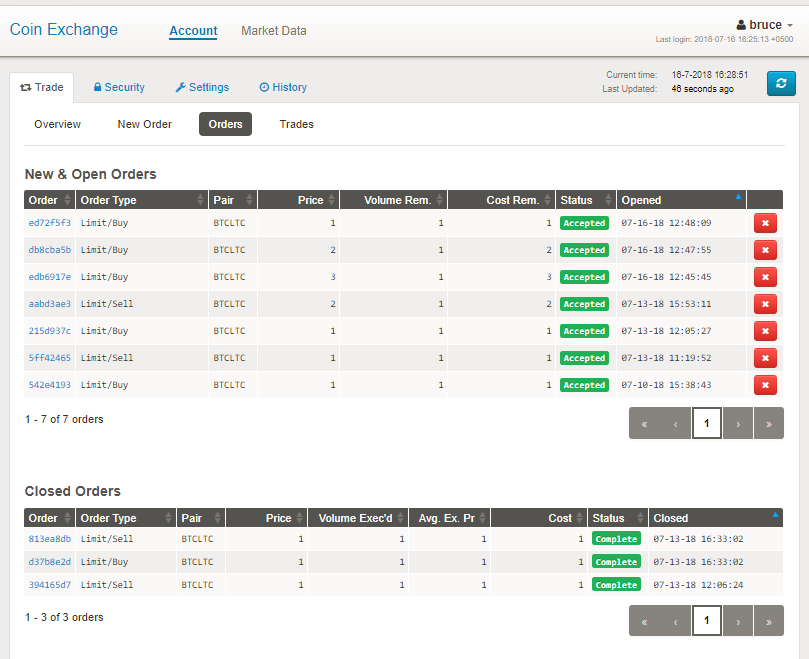 Coin Exchange Account Market Data bruce
Last login: 2018-07-16 16:25:13 +0500
Trade Security Settings History
Current time: 16-7-2018 16:28:51
Last Updated: 46 seconds ago
Overview New Order Orders Trades
New & Open Orders
Order Order Type Pair Price Volume Rem. Cost Rem. Status Opened
ed72f5f3 Limit/Buy BTCLTC 1 1 1 Accepted 07-16-18 12:48:09
db8cba5b Limit/Buy BTCLTC 2 1 2 Accepted 07-16-18 12:47:55
edb6917e Limit/Buy BTCLTC 3 1 3 Accepted 07-16-18 12:45:45
aabd3ae3 Limit/Sell BTCLTC 2 1 2 Accepted 07-13-18 15:53:11
215d937c Limit/Buy BTCLTC 1 1 1 Accepted 07-13-18 12:05:27
5ff42465 Limit/Sell BTCLTC 1 1 1 Accepted 07-13-18 11:19:52
542e4193 Limit/Buy BTCLTC 1 1 1 Accepted 07-10-18 15:38:43
1 - 7 of 7 orders
« ‹ 1 › »
Closed Orders
Order Order Type Pair Price Volume Exec'd Avg. Ex. Pr Cost Status Closed
813ea8db Limit/Sell BTCLTC 1 1 1 1 Complete 07-13-18 16:33:02
d37b8e2d Limit/Buy BTCLTC 1 1 1 1 Complete 07-13-18 16:33:02
394165d7 Limit/Sell BTCLTC 1 1 1 1 Complete 07-13-18 12:06:24
1 - 3 of 3 orders
« ‹ 1 › »